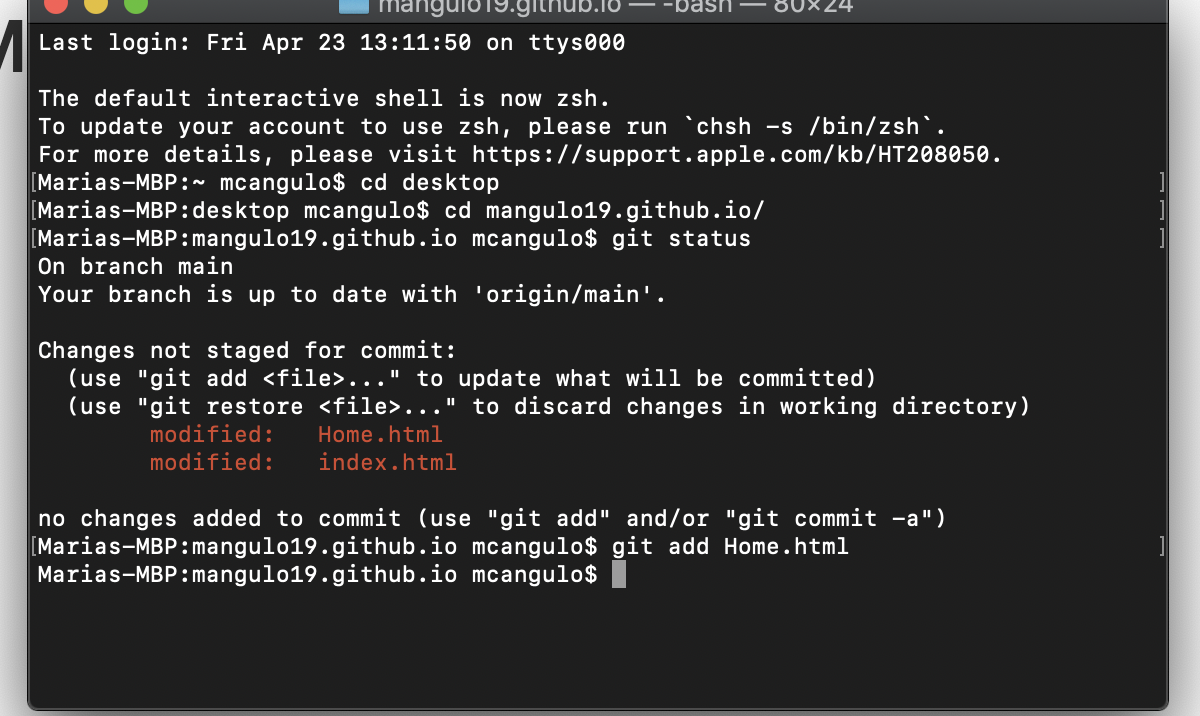 mangulo19.github.io — -bash — 80×24
Last login: Fri Apr 23 13:11:50 on ttys000
The default interactive shell is now zsh.
To update your account to use zsh, please run `chsh -s /bin/zsh`.
For more details, please visit https://support.apple.com/kb/HT208050.
[Marias-MBP:~ mcangulo$ cd desktop ]
[Marias-MBP:desktop mcangulo$ cd mangulo19.github.io/ ]
[Marias-MBP:mangulo19.github.io mcangulo$ git status ]
On branch main
Your branch is up to date with 'origin/main'.
Changes not staged for commit:
  (use "git add <file>..." to update what will be committed)
  (use "git restore <file>..." to discard changes in working directory)
        modified:   Home.html
        modified:   index.html
no changes added to commit (use "git add" and/or "git commit -a")
[Marias-MBP:mangulo19.github.io mcangulo$ git add Home.html ]
Marias-MBP:mangulo19.github.io mcangulo$